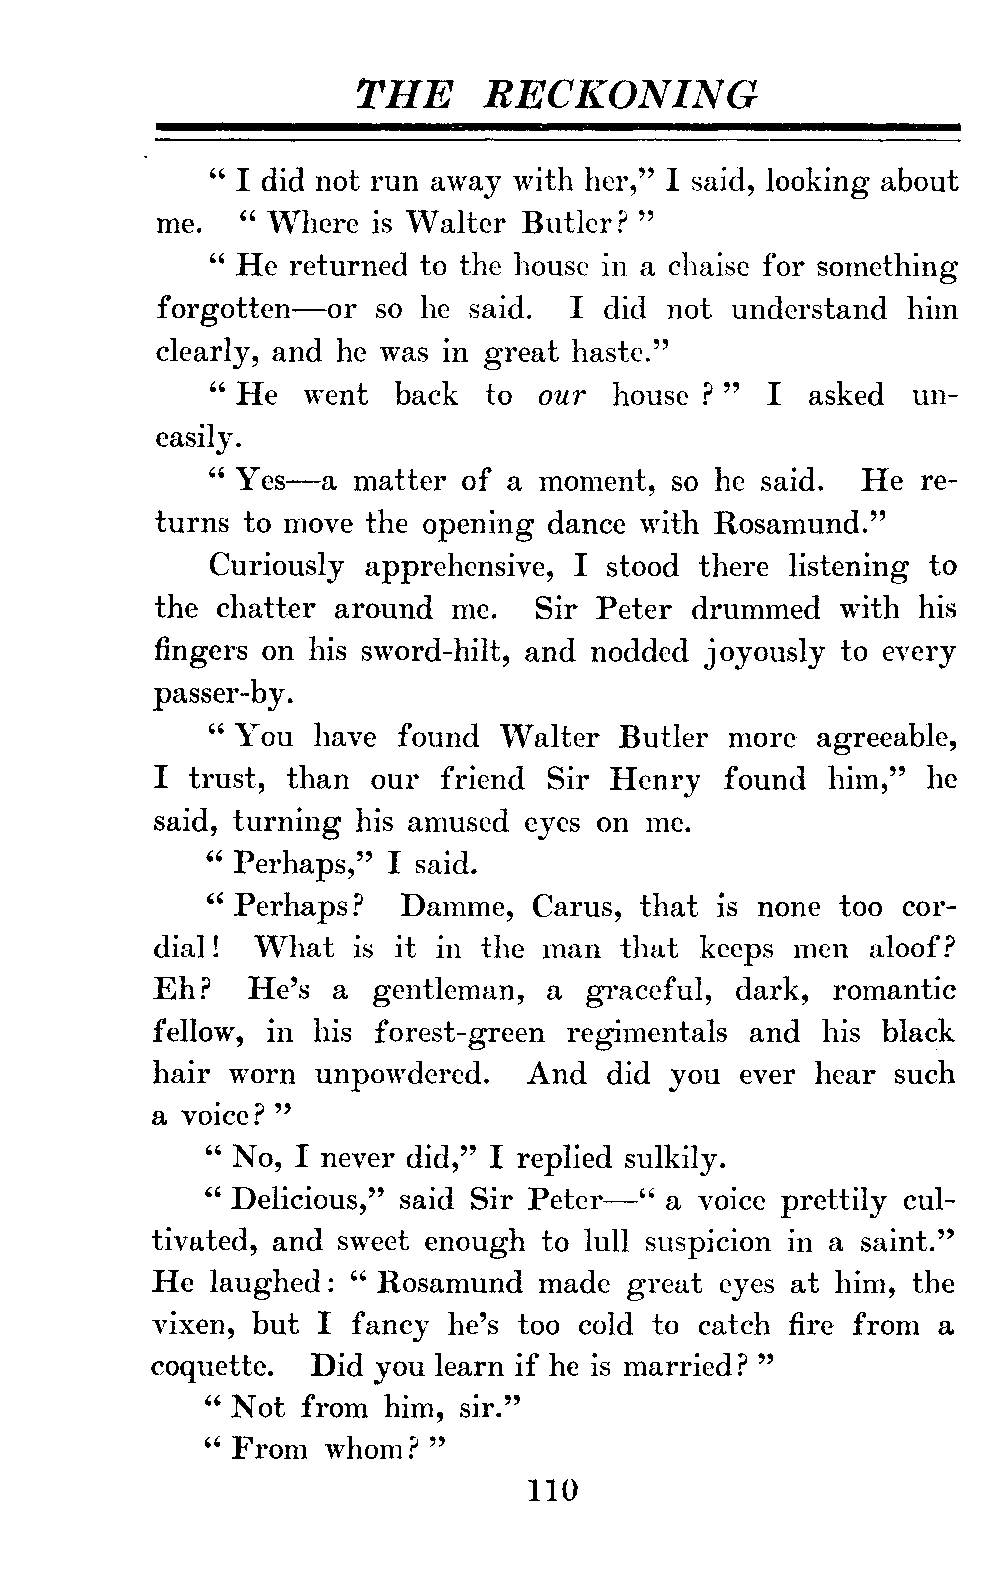 THE RECKONING
“ I did not run away with her,” I said, looking about
me. “ Where is Walter Butler? ”
“ He returned to the house in a chaise for something
forgotten—or so he said. I did not understand him
clearly, and he was in great haste.”
“ He went back to our house ? ” I asked un-
easily.
“ Yes—a matter of a moment, so he said. He re-
turns to move the opening dance with Rosamund.”
Curiously apprehensive, I stood there listening to
the chatter around me. Sir Peter drummed with his
fingers on his sword-hilt, and nodded joyously to every
passer-by.
“ You have found Walter Butler more agreeable,
I trust, than our friend Sir Henry found him,” he
said, turning his amused eyes on me.
“ Perhaps,” I said.
“ Perhaps? Damme, Carus, that is none too cor-
dial! What is it in the man that keeps men aloof?
Eh? He’s a gentleman, a graceful, dark, romantic
fellow, in his forest-green regimentals and his black
hair worn unpowdered. And did you ever hear such
a voice? ”
“ No, I never did,” I replied sulkily.
“ Delicious,” said Sir Peter—“ a voice prettily cul-
tivated, and sweet enough to lull suspicion in a saint.”
He laughed: “ Rosamund made great eyes at him, the
vixen, but I fancy he’s too cold to catch fire from a
coquette. Did you learn if he is married? ”
“ Not from him, sir.”
“ From whom? ”
110